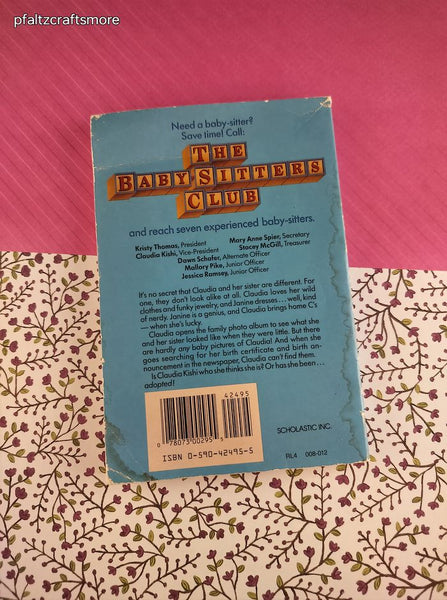 pfaltzcraftsmore
Need a baby-sitter?
Save time! Call:
THE
BABY-SITTERS
CLUB
and reach seven experienced baby-sitters.
Kristy Thomas, President Mary Anne Spier, Secretary
Claudia Kishi, Vice-President Stacey McGill, Treasurer
Dawn Schafer, Alternate Officer
Mallory Pike, Junior Officer
Jessica Ramsey, Junior Officer
It's no secret that Claudia and her sister are different. For
one, they don't look alike at all. Claudia loves her wild
clothes and funky jewelry, and Janine dresses... well, kind
of nerdy. Janine is a genius, and Claudia brings home C's
— when she's lucky.
Claudia opens the family photo album to see what she
and her sister looked like when they were little. But there
are hardly any baby pictures of Claudia! And when she
goes searching for her birth certificate and birth an-
nouncement in the newspaper, Claudia can't find them.
Is Claudia Kishi who she thinks she is? Or has she been...
adopted?
42495
0 78073 00295 5
ISBN 0-590-42495-5
SCHOLASTIC INC.
RL4 008-012